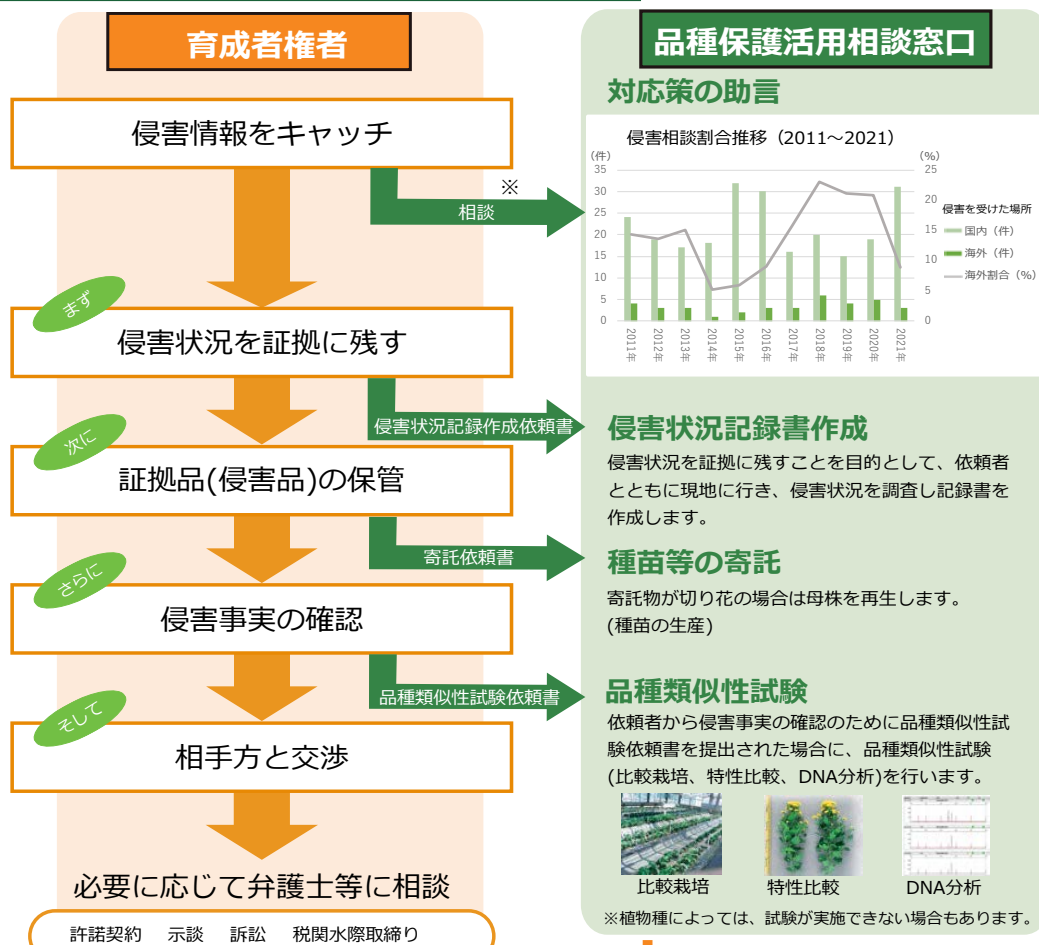 育成者権者
侵害情報をキャッチ
※
相談
まず
侵害状況を証拠に残す
侵害状況記録作成依頼書
次に
証拠品(侵害品)の保管
寄託依頼書
さらに
侵害事実の確認
品種類似性試験依頼書
そして
相手方と交渉
必要に応じて弁護士等に相談
許諾契約 示談 訴訟 税関水際取締り
品種保護活用相談窓口
対応策の助言
侵害相談割合推移（2011～2021）
（件） （%）
35 25
30
20
25
20 15
15 10
10
5
5
0 0
2011年 2012年 2013年 2014年 2015年 2016年 2017年 2018年 2019年 2020年 2021年
侵害を受けた場所
国内（件）
海外（件）
海外割合（%）
侵害状況記録書作成
侵害状況を証拠に残すことを目的として、依頼者
とともに現地に行き、侵害状況を調査し記録書を
作成します。
種苗等の寄託
寄託物が切り花の場合は母株を再生します。
(種苗の生産)
品種類似性試験
依頼者から侵害事実の確認のために品種類似性試
験依頼書を提出された場合に、品種類似性試験
(比較栽培、特性比較、DNA分析)を行います。
比較栽培 特性比較 DNA分析
※植物種によっては、試験が実施できない場合もあります。